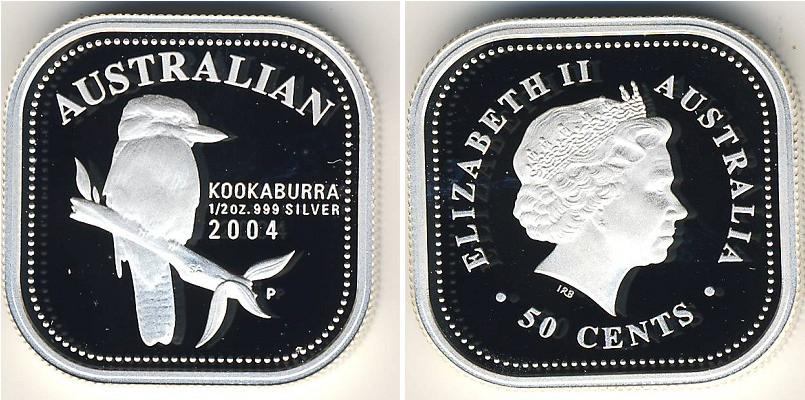 AUSTRALIAN
KOOKABURRA
1/2OZ. 999 SILVER
2004
P
ELIZABETH II
AUSTRALIA
IRB
• 50 CENTS •